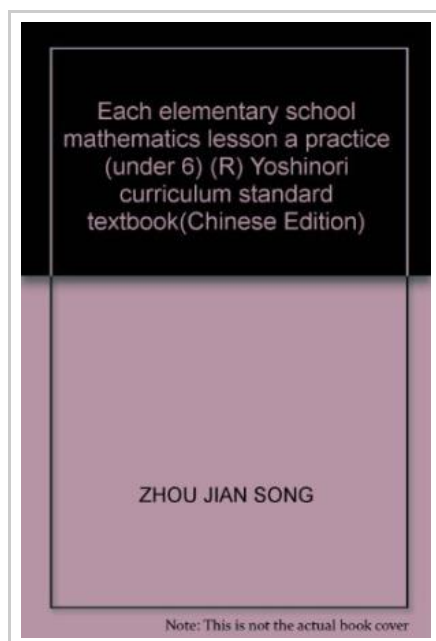 Each elementary school
mathematics lesson a practice
(under 6) (R) Yoshinori
curriculum standard
textbook(Chinese Edition)
ZHOU JIAN SONG
Note: This is not the actual book cover